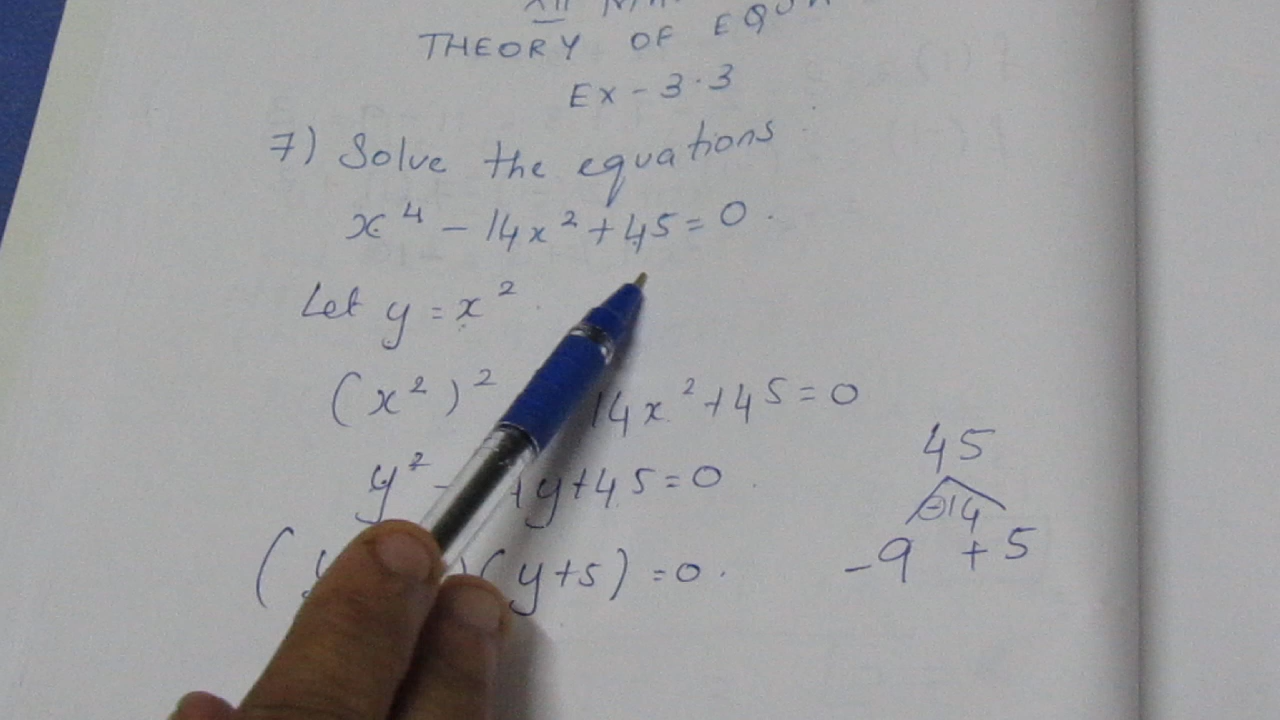 THEORY OF
Ex - 3.3
7) Solve the equations
x⁴ - 14x² + 45 = 0.
Let y = x².
(x²)² 14x² + 45 = 0
y² - y + 45 = 0
( (y + 5) = 0.
45
-14
-9 +5